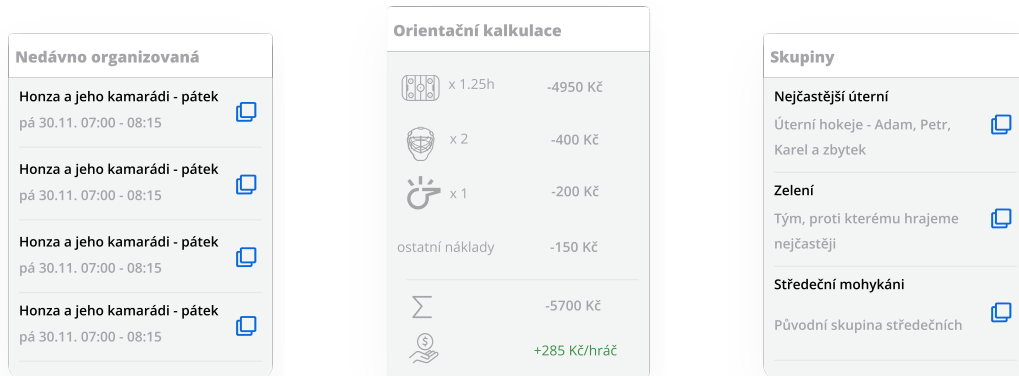 Nedávno organizovaná
Honza a jeho kamarádi - pátek
pá 30.11. 07:00 - 08:15
Honza a jeho kamarádi - pátek
pá 30.11. 07:00 - 08:15
Honza a jeho kamarádi - pátek
pá 30.11. 07:00 - 08:15
Honza a jeho kamarádi - pátek
pá 30.11. 07:00 - 08:15
Orientační kalkulace
x 1.25h -4950 Kč
x 2 -400 Kč
x 1 -200 Kč
ostatní náklady -150 Kč
Σ -5700 Kč
$ +285 Kč/hráč
Skupiny
Nejčastější úterní
Úterní hokeje - Adam, Petr,
Karel a zbytek
Zelení
Tým, proti kterému hrajeme
nejčastěji
Středeční mohykáni
Původní skupina středečních